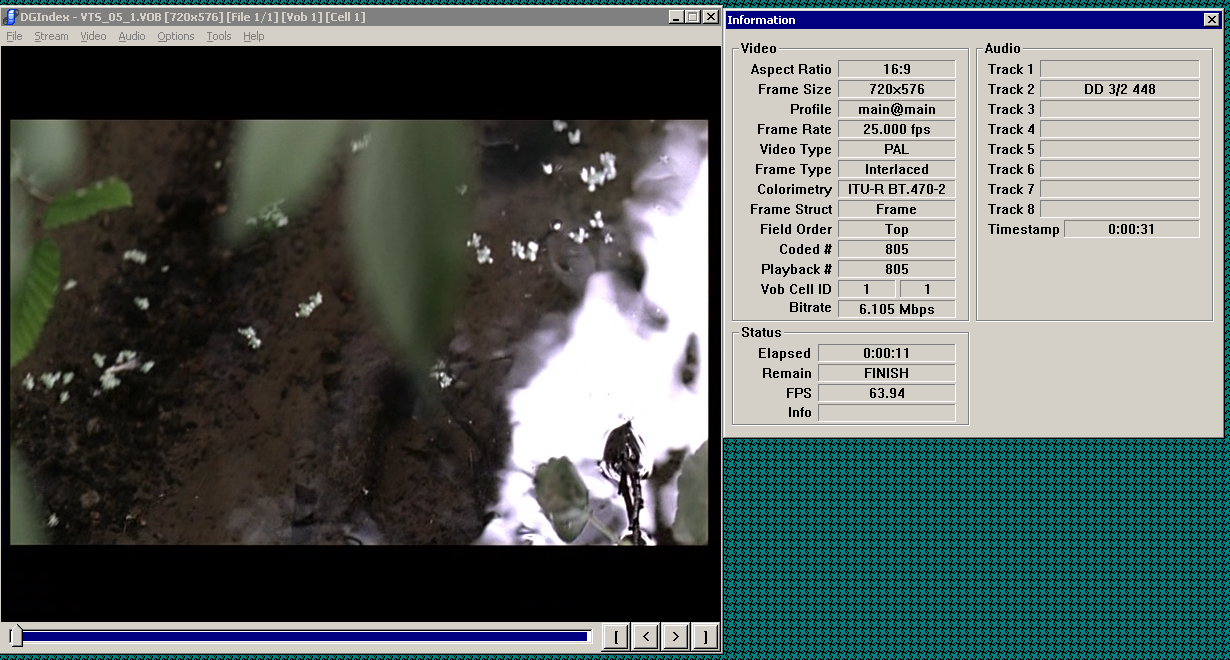 DGIndex - VTS_05_1.VOB [720x576] [File 1/1] [Vob 1] [Cell 1]
File Stream Video Audio Options Tools Help
[ < > ]
Information
Video
Aspect Ratio 16:9
Frame Size 720x576
Profile main@main
Frame Rate 25.000 fps
Video Type PAL
Frame Type Interlaced
Colorimetry ITU-R BT.470-2
Frame Struct Frame
Field Order Top
Coded # 805
Playback # 805
Vob Cell ID 1 1
Bitrate 6.105 Mbps
Audio
Track 1
Track 2 DD 3/2 448
Track 3
Track 4
Track 5
Track 6
Track 7
Track 8
Timestamp 0:00:31
Status
Elapsed 0:00:11
Remain FINISH
FPS 63.94
Info